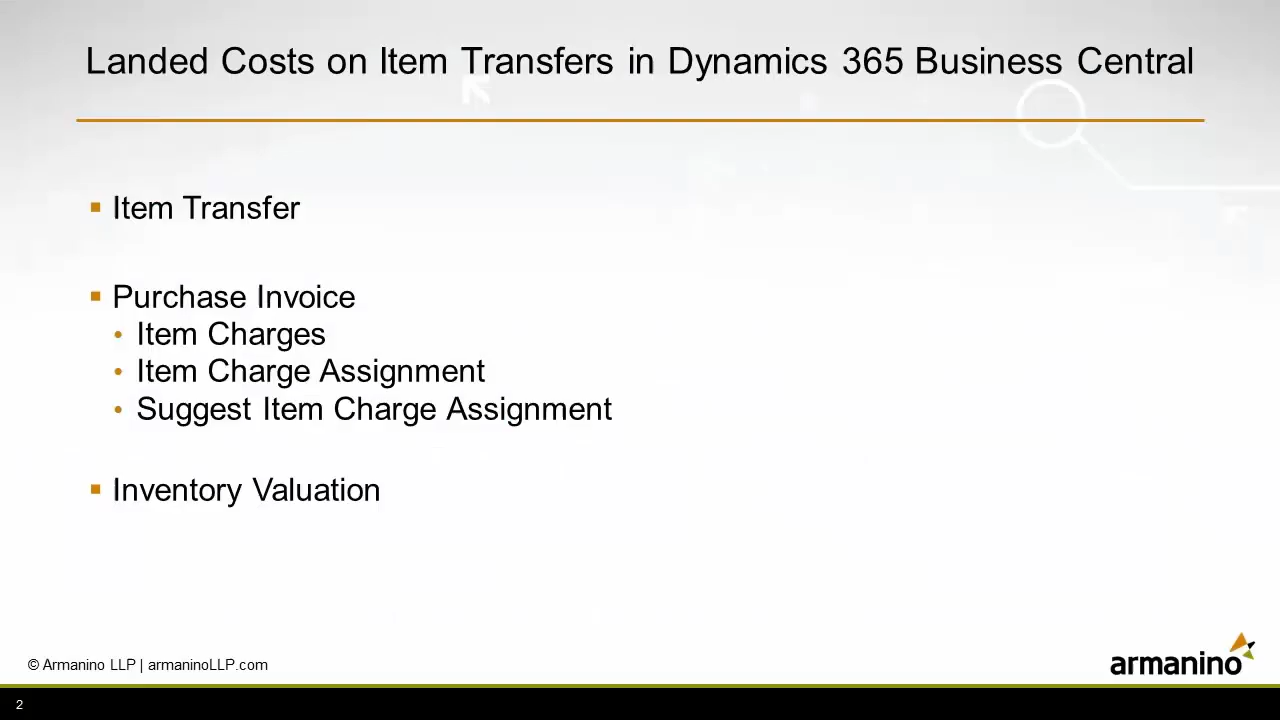 Landed Costs on Item Transfers in Dynamics 365 Business Central
▪ Item Transfer
▪ Purchase Invoice
• Item Charges
• Item Charge Assignment
• Suggest Item Charge Assignment
▪ Inventory Valuation
© Armanino LLP | armaninoLLP.com
armanino
2